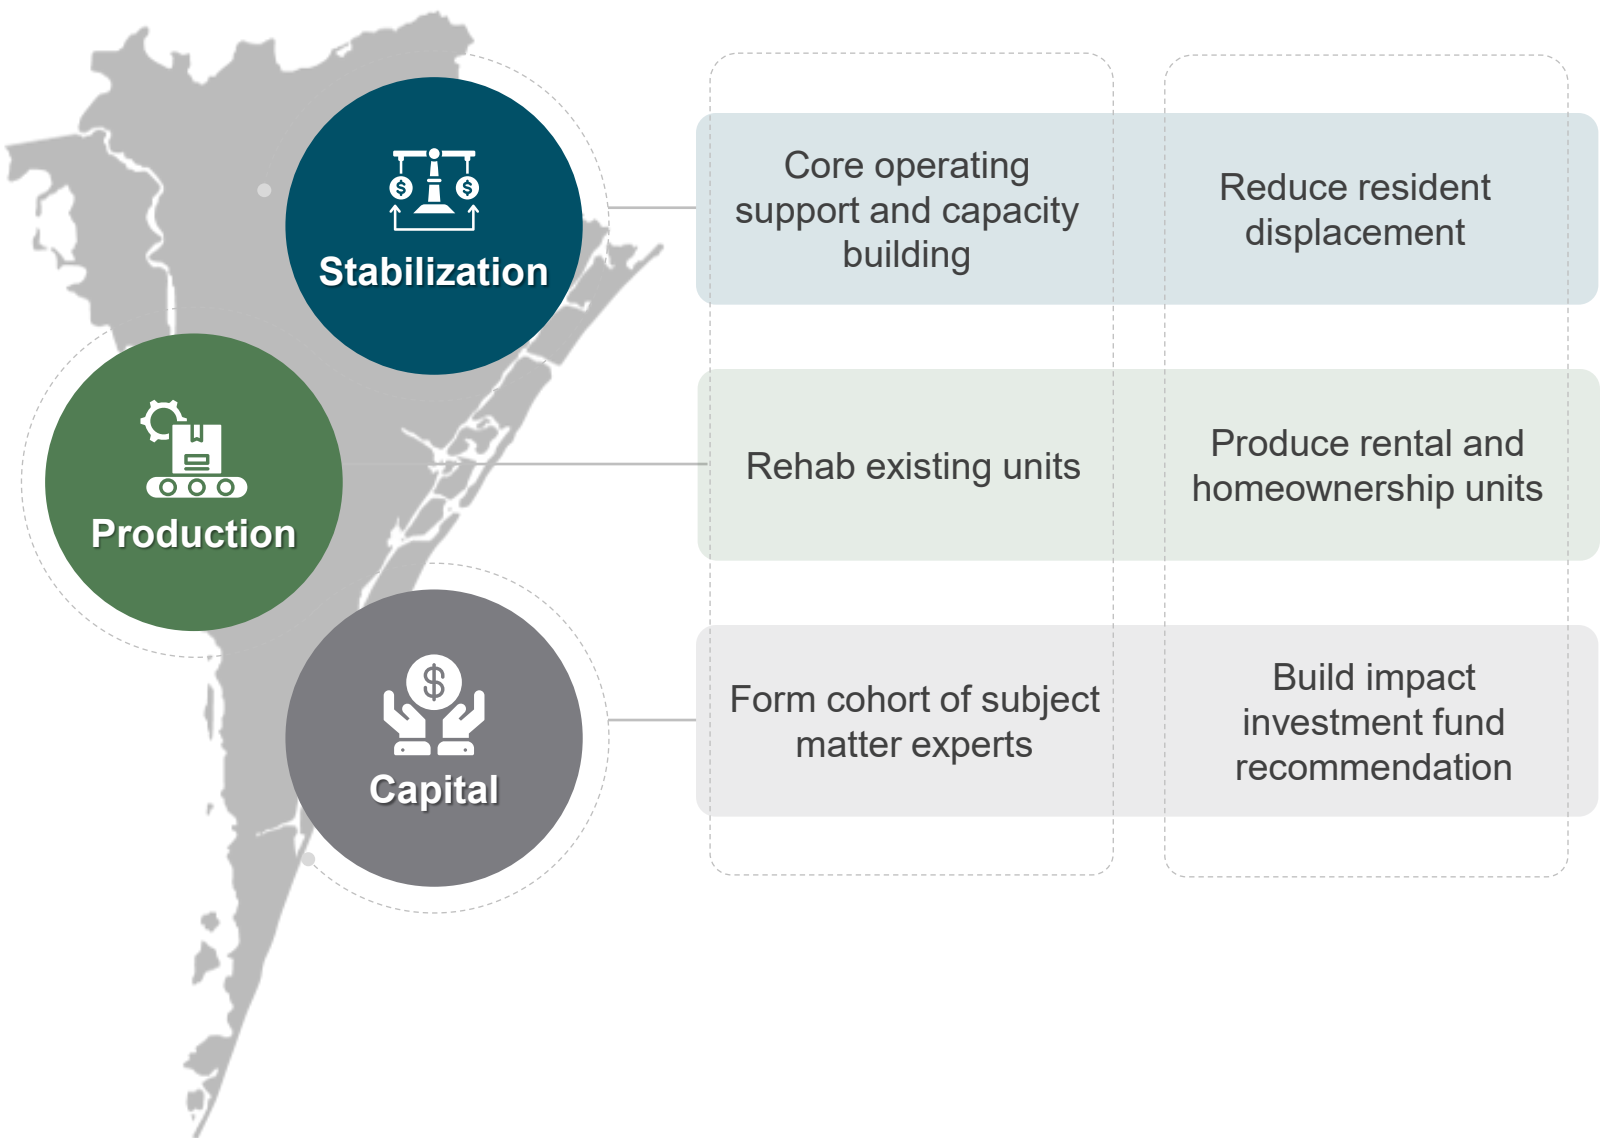 Stabilization
Core operating
support and capacity
building
Reduce resident
displacement
Production
Rehab existing units
Produce rental and
homeownership units
Capital
Form cohort of subject
matter experts
Build impact
investment fund
recommendation